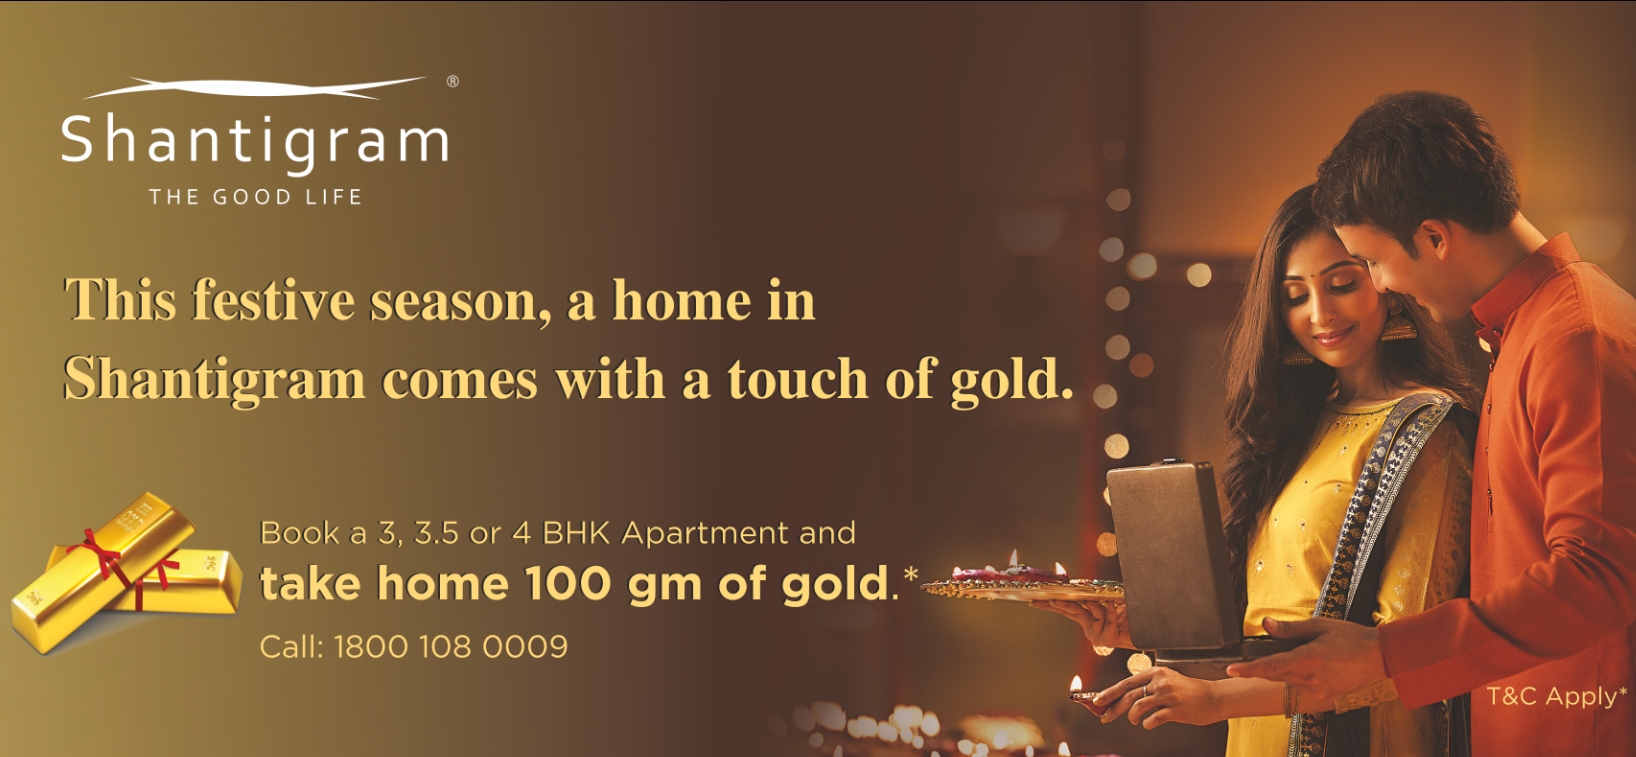 Shantigram ®
THE GOOD LIFE
This festive season, a home in
Shantigram comes with a touch of gold.
Book a 3, 3.5 or 4 BHK Apartment and
take home 100 gm of gold.*
Call: 1800 108 0009
T&C Apply*